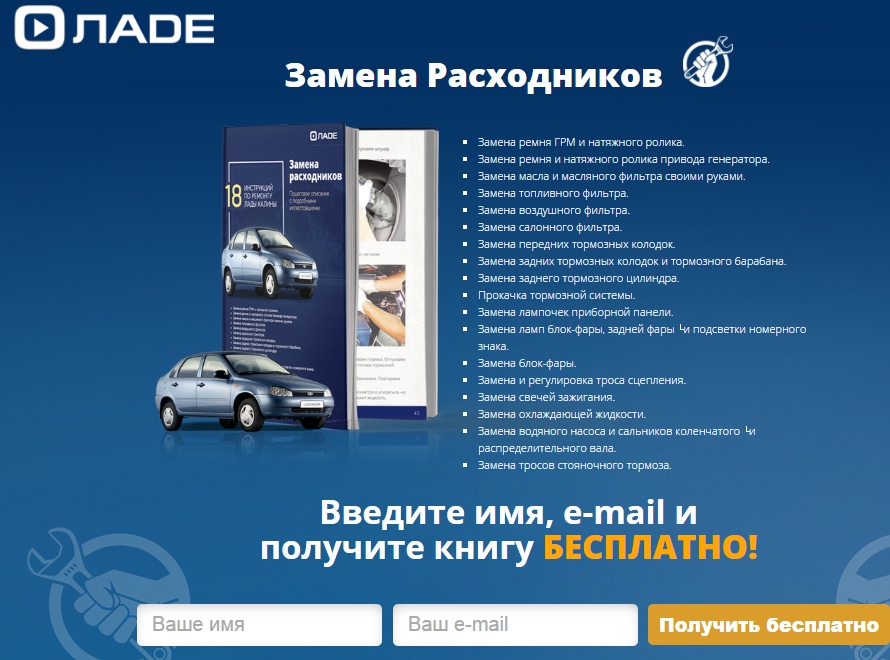 ЛАDЕ
Замена Расходников
ЛАDЕ
Замена
расходников
18
ИНСТРУКЦИЙ
ПО РЕМОНТУ
ЛАДЫ КАЛИНЫ
Пошаговое описание
с подробными
иллюстрациями
45
Замена ремня ГРМ и натяжного ролика.
Замена ремня и натяжного ролика привода генератора.
Замена масла и масляного фильтра своими руками.
Замена топливного фильтра.
Замена воздушного фильтра.
Замена салонного фильтра.
Замена передних тормозных колодок.
Замена задних тормозных колодок и тормозного барабана.
Замена заднего тормозного цилиндра.
Прокачка тормозной системы.
Замена лампочек приборной панели.
Замена ламп блок-фары, задней фары и подсветки номерного
знака.
Замена блок-фары.
Замена и регулировка троса сцепления.
Замена свечей зажигания.
Замена охлаждающей жидкости.
Замена водяного насоса и сальников коленчатого и
распределительного вала.
Замена тросов стояночного тормоза.
Введите имя, e-mail и
получите книгу БЕСПЛАТНО!
Ваше имя
Ваш e-mail
Получить бесплатно